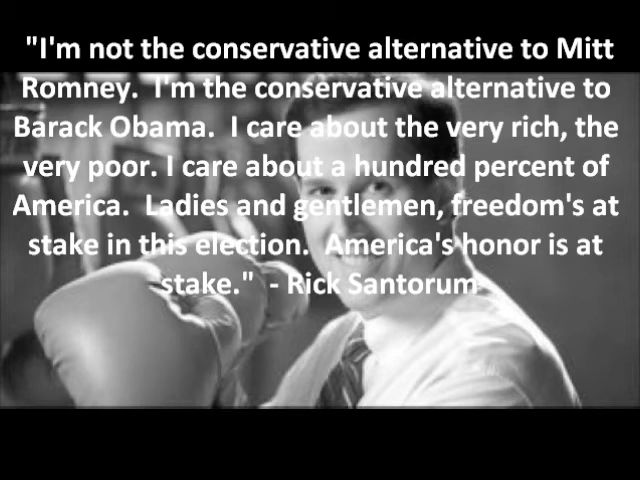 "I'm not the conservative alternative to Mitt
Romney.  I'm the conservative alternative to
Barack Obama.  I care about the very rich, the
very poor. I care about a hundred percent of
America.  Ladies and gentlemen, freedom's at
stake in this election.  America's honor is at
stake."  - Rick Santorum